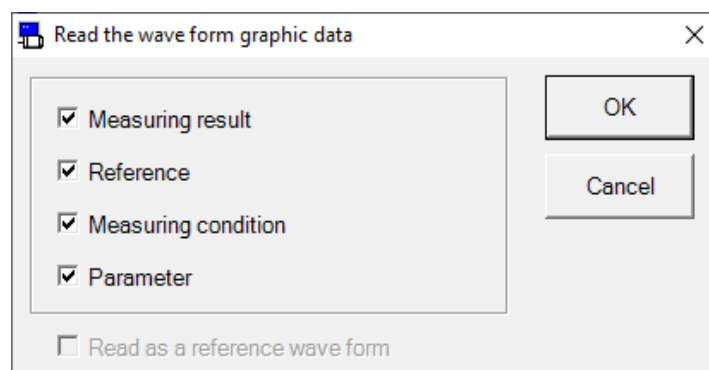 Read the wave form graphic data
Measuring result
Reference
Measuring condition
Parameter
Read as a reference wave form
OK
Cancel